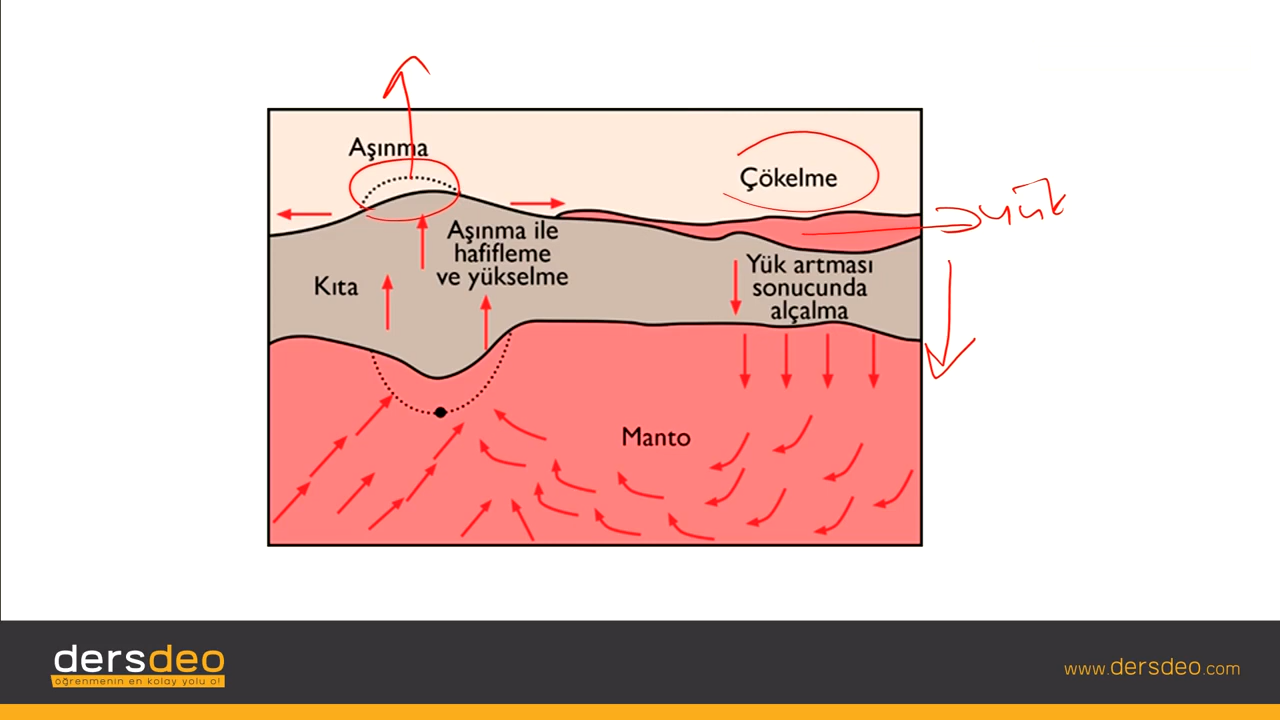 Aşınma
Çökelme
yük
Aşınma ile
hafifleme
ve yükselme
Kıta
Yük artması
sonucunda
alçalma
Manto
dersdeo
öğrenmenin en kolay yolu o!
www.dersdeo.com